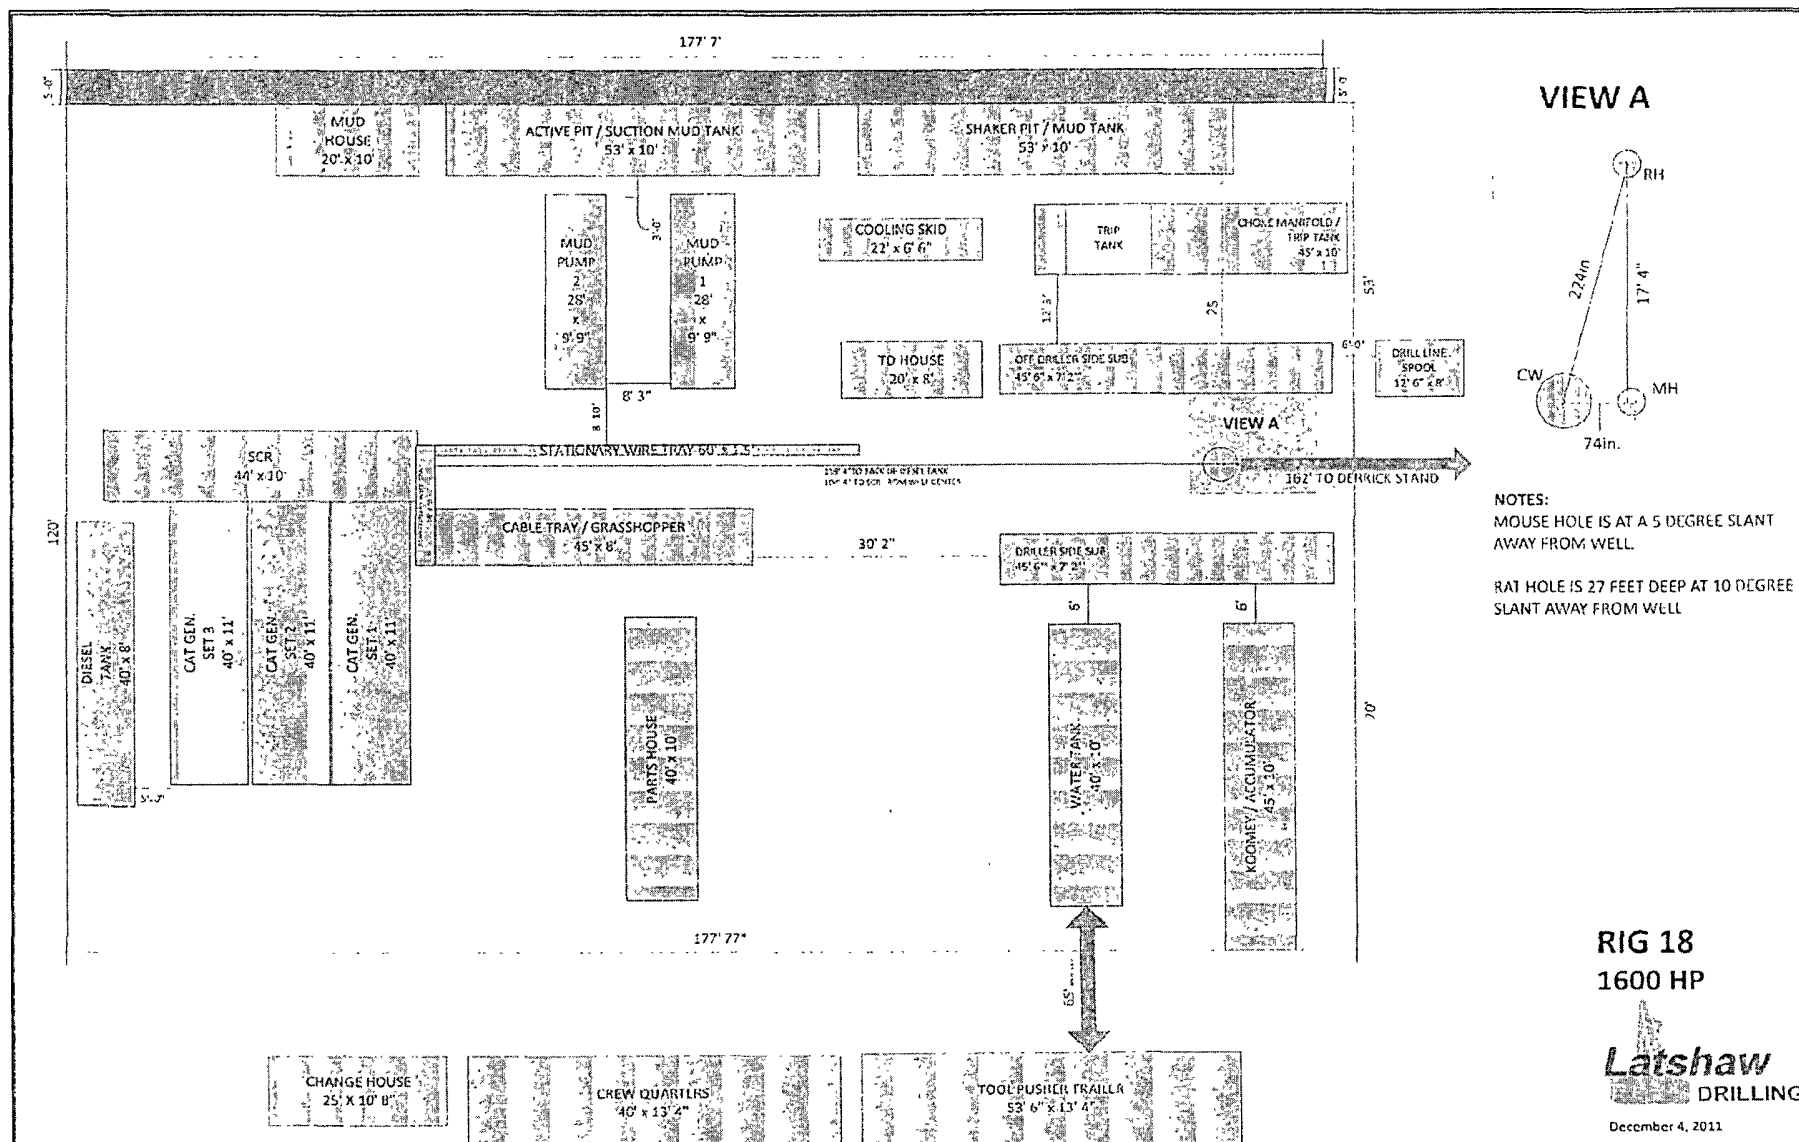 177' 7'
5'-0"
5'-0"
VIEW A
MUD
HOUSE
20' x 10'
ACTIVE PIT / SUCTION MUD TANK
53' x 10'
SHAKER PIT / MUD TANK
53' x 10'
RH
3'-0"
MUD
PUMP
2
28'
x
9' 9"
MUD
PUMP
1
28'
x
9' 9"
COOLING SKID
22' x 6' 6"
TRIP
TANK
CHOKE MANIFOLD /
TRIP TANK
45' x 10'
224in
17' 4"
53'
12' 3"
25
TD HOUSE
20' x 8'
OFF DRILLER SIDE SUB
45' 6" x 7' 2"
6'-0"
DRILL LINE
SPOOL
12' 6" x 8'
CW
MH
74in.
8' 3"
8' 10'
VIEW A
SCR
44' x 10'
STATIONARY WIRE TRAY 60' x 1.5'
162' TO DERRICK STAND
NOTES:
MOUSE HOLE IS AT A 5 DEGREE SLANT
AWAY FROM WELL.
RAT HOLE IS 27 FEET DEEP AT 10 DEGREE
SLANT AWAY FROM WELL
120'
CABLE TRAY / GRASSHOPPER
45' x 8'
30' 2"
DRILLER SIDE SUB
45' 6" x 7' 2"
6'
6'
DIESEL
TANK
40' x 8'
CAT GEN.
SET 3
40' x 11'
CAT GEN.
SET 2
40' x 11'
CAT GEN.
SET 1
40' x 11'
5'-0"
PARTS HOUSE
40' x 10'
WATER TANK
40' x 10'
KOOMEY / ACCUMULATOR
45' x 10'
70'
177' 77"
65'
RIG 18
1600 HP
Latshaw
DRILLING
December 4, 2011
CHANGE HOUSE
25' X 10' 8"
CREW QUARTERS
40' x 13' 4"
TOOL PUSHER TRAILER
53' 6" x 13' 4"